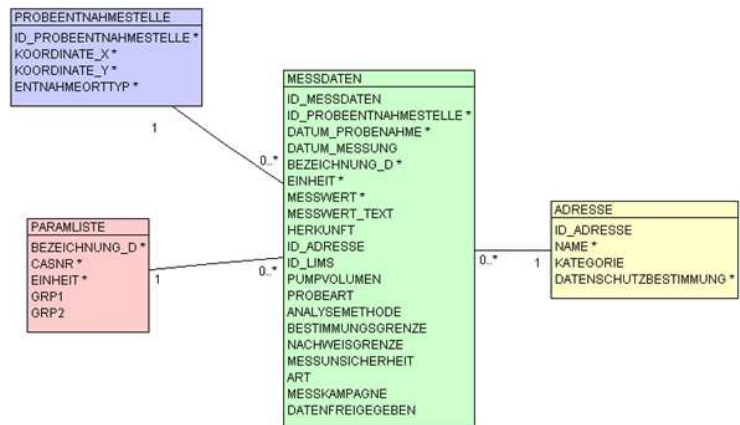 PROBEENTNAHMESTELLE
ID_PROBEENTNAHMESTELLE *
KOORDINATE_X *
KOORDINATE_Y *
ENTNAHMEORTTYP *
1
0..*
MESSDATEN
ID_MESSDATEN
ID_PROBEENTNAHMESTELLE *
DATUM_PROBENAHME *
DATUM_MESSUNG
BEZEICHNUNG_D *
EINHEIT *
MESSWERT *
MESSWERT_TEXT
HERKUNFT
ID_ADRESSE
ID_LIMS
PUMPVOLUMEN
PROBEART
ANALYSEMETHODE
BESTIMMUNGSGRENZE
NACHWEISGRENZE
MESSUNSICHERHEIT
ART
MESSKAMPAGNE
DATENFREIGEGEBEN
PARAMLISTE
BEZEICHNUNG_D *
CASNR *
EINHEIT *
GRP1
GRP2
1
0..*
ADRESSE
ID_ADRESSE
NAME *
KATEGORIE
DATENSCHUTZBESTIMMUNG *
0..*
1